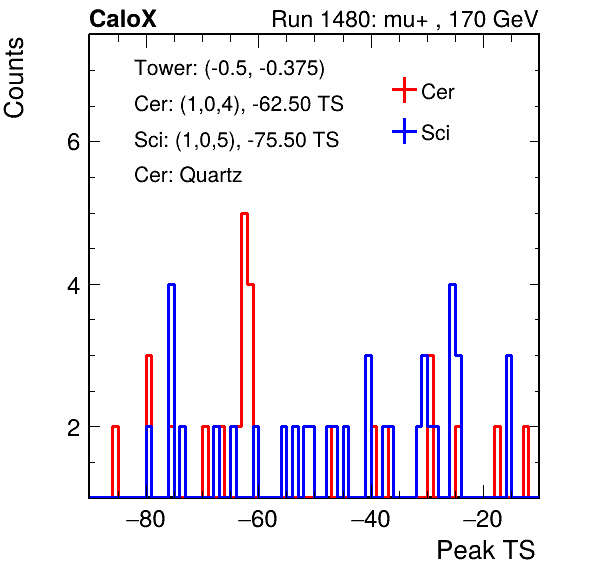 CaloX Run 1480: mu+ , 170 GeV
Counts
Tower: (-0.5, -0.375)
Cer: (1,0,4), -62.50 TS
Sci: (1,0,5), -75.50 TS
Cer: Quartz
Cer
Sci
6
4
2
−80 −60 −40 −20
Peak TS